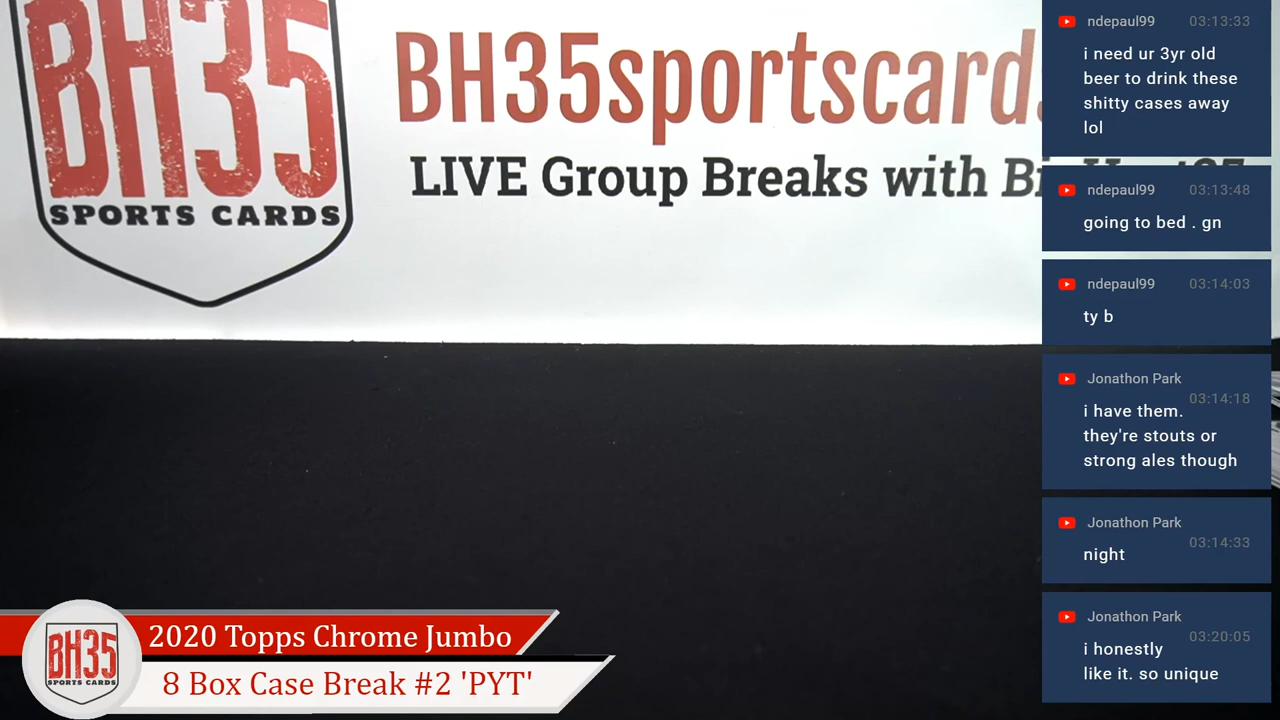 BH35
SPORTS CARDS
BH35sportscard
LIVE Group Breaks with
ndepaul99 03:13:33
i need ur 3yr old
beer to drink these
shitty cases away
lol
ndepaul99 03:13:48
going to bed . gn
ndepaul99 03:14:03
ty b
Jonathon Park
03:14:18
i have them.
they're stouts or
strong ales though
Jonathon Park
03:14:33
night
Jonathon Park
03:20:05
i honestly
like it. so unique
BH35
SPORTS CARDS
2020 Topps Chrome Jumbo
8 Box Case Break #2 'PYT'